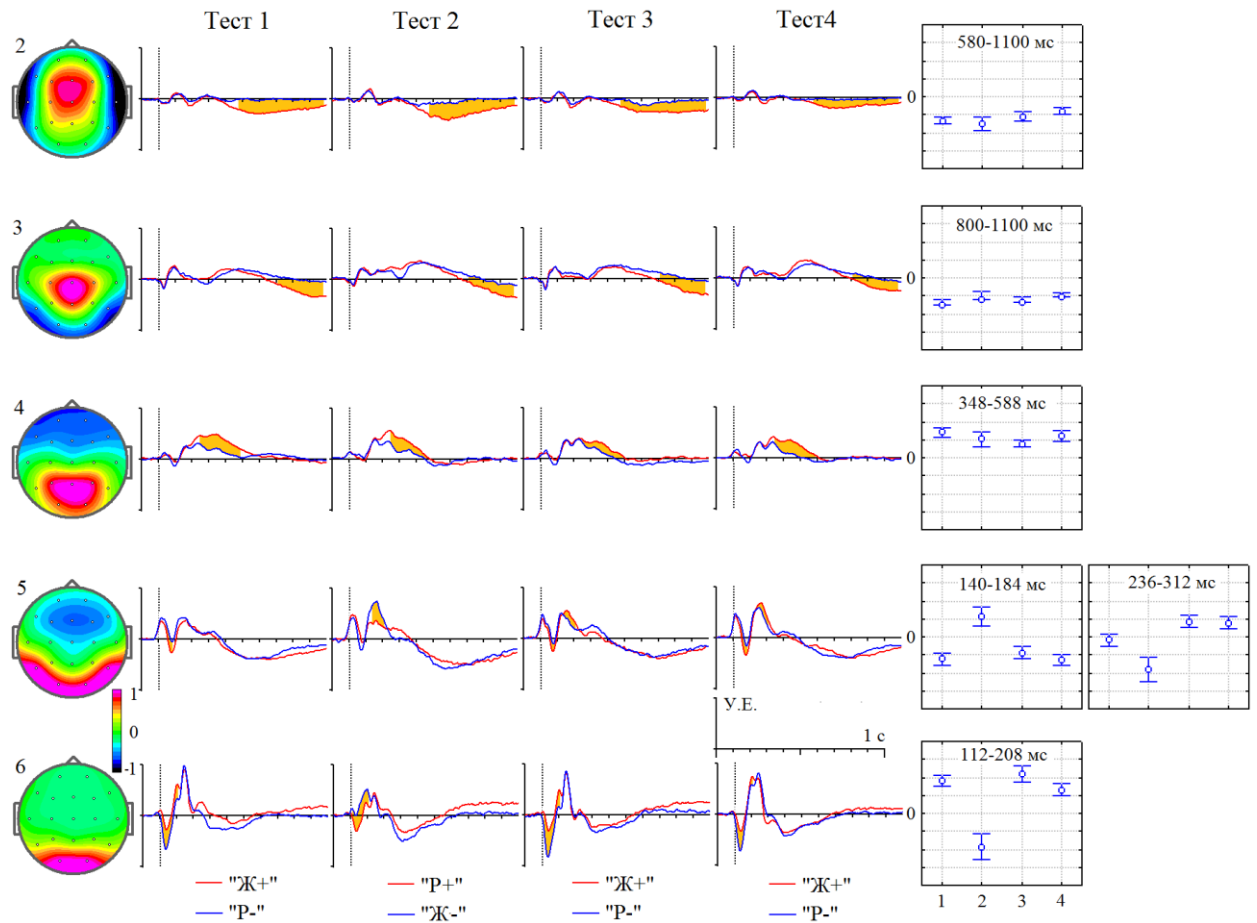 Тест 1 Тест 2 Тест 3 Тест4
2
580-1100 мс
0
3
800-1100 мс
0
4
348-588 мс
0
5
140-184 мс
236-312 мс
0
1
0
-1
У.Е.
1 с
6
112-208 мс
0
1 2 3 4
"Ж+" "Р+" "Ж+" "Ж+"
"Р-" "Ж-" "Р-" "Р-"